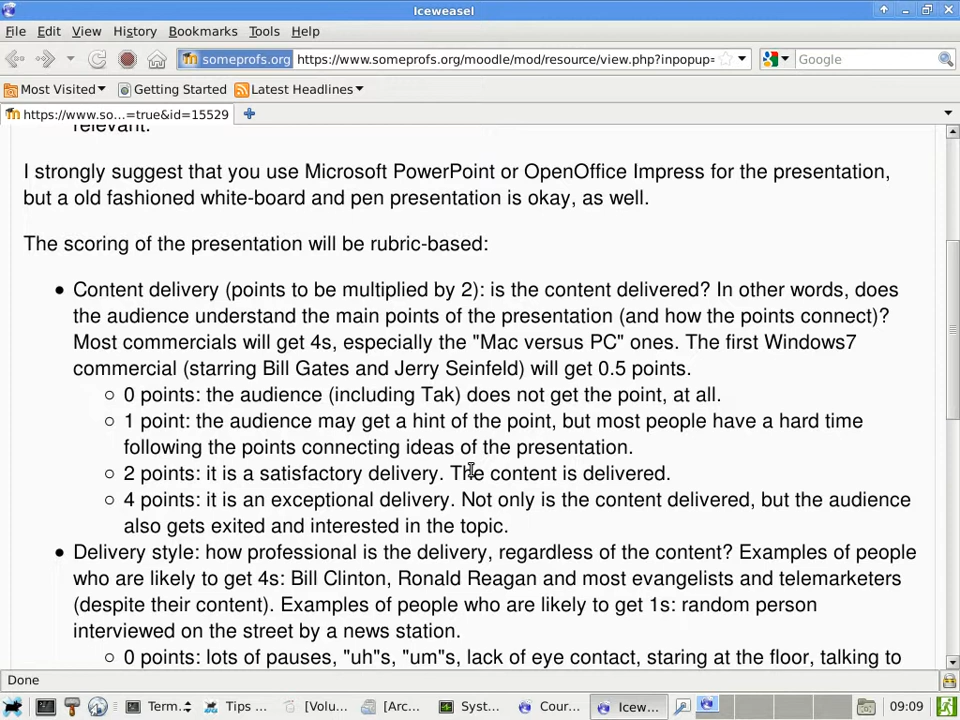 Iceweasel
File Edit View History Bookmarks Tools Help
someprofs.org https://www.someprofs.org/moodle/mod/resource/view.php?inpopup= Google
Most Visited Getting Started Latest Headlines
https://www.so...=true&id=15529
relevant.
I strongly suggest that you use Microsoft PowerPoint or OpenOffice Impress for the presentation,
but a old fashioned white-board and pen presentation is okay, as well.
The scoring of the presentation will be rubric-based:
Content delivery (points to be multiplied by 2): is the content delivered? In other words, does
the audience understand the main points of the presentation (and how the points connect)?
Most commercials will get 4s, especially the "Mac versus PC" ones. The first Windows7
commercial (starring Bill Gates and Jerry Seinfeld) will get 0.5 points.
0 points: the audience (including Tak) does not get the point, at all.
1 point: the audience may get a hint of the point, but most people have a hard time
following the points connecting ideas of the presentation.
2 points: it is a satisfactory delivery. The content is delivered.
4 points: it is an exceptional delivery. Not only is the content delivered, but the audience
also gets exited and interested in the topic.
Delivery style: how professional is the delivery, regardless of the content? Examples of people
who are likely to get 4s: Bill Clinton, Ronald Reagan and most evangelists and telemarketers
(despite their content). Examples of people who are likely to get 1s: random person
interviewed on the street by a news station.
0 points: lots of pauses, "uh"s, "um"s, lack of eye contact, staring at the floor, talking to
Done
Term... Tips ... [Volu... [Arc... Syst... Cour... Icew... 09:09